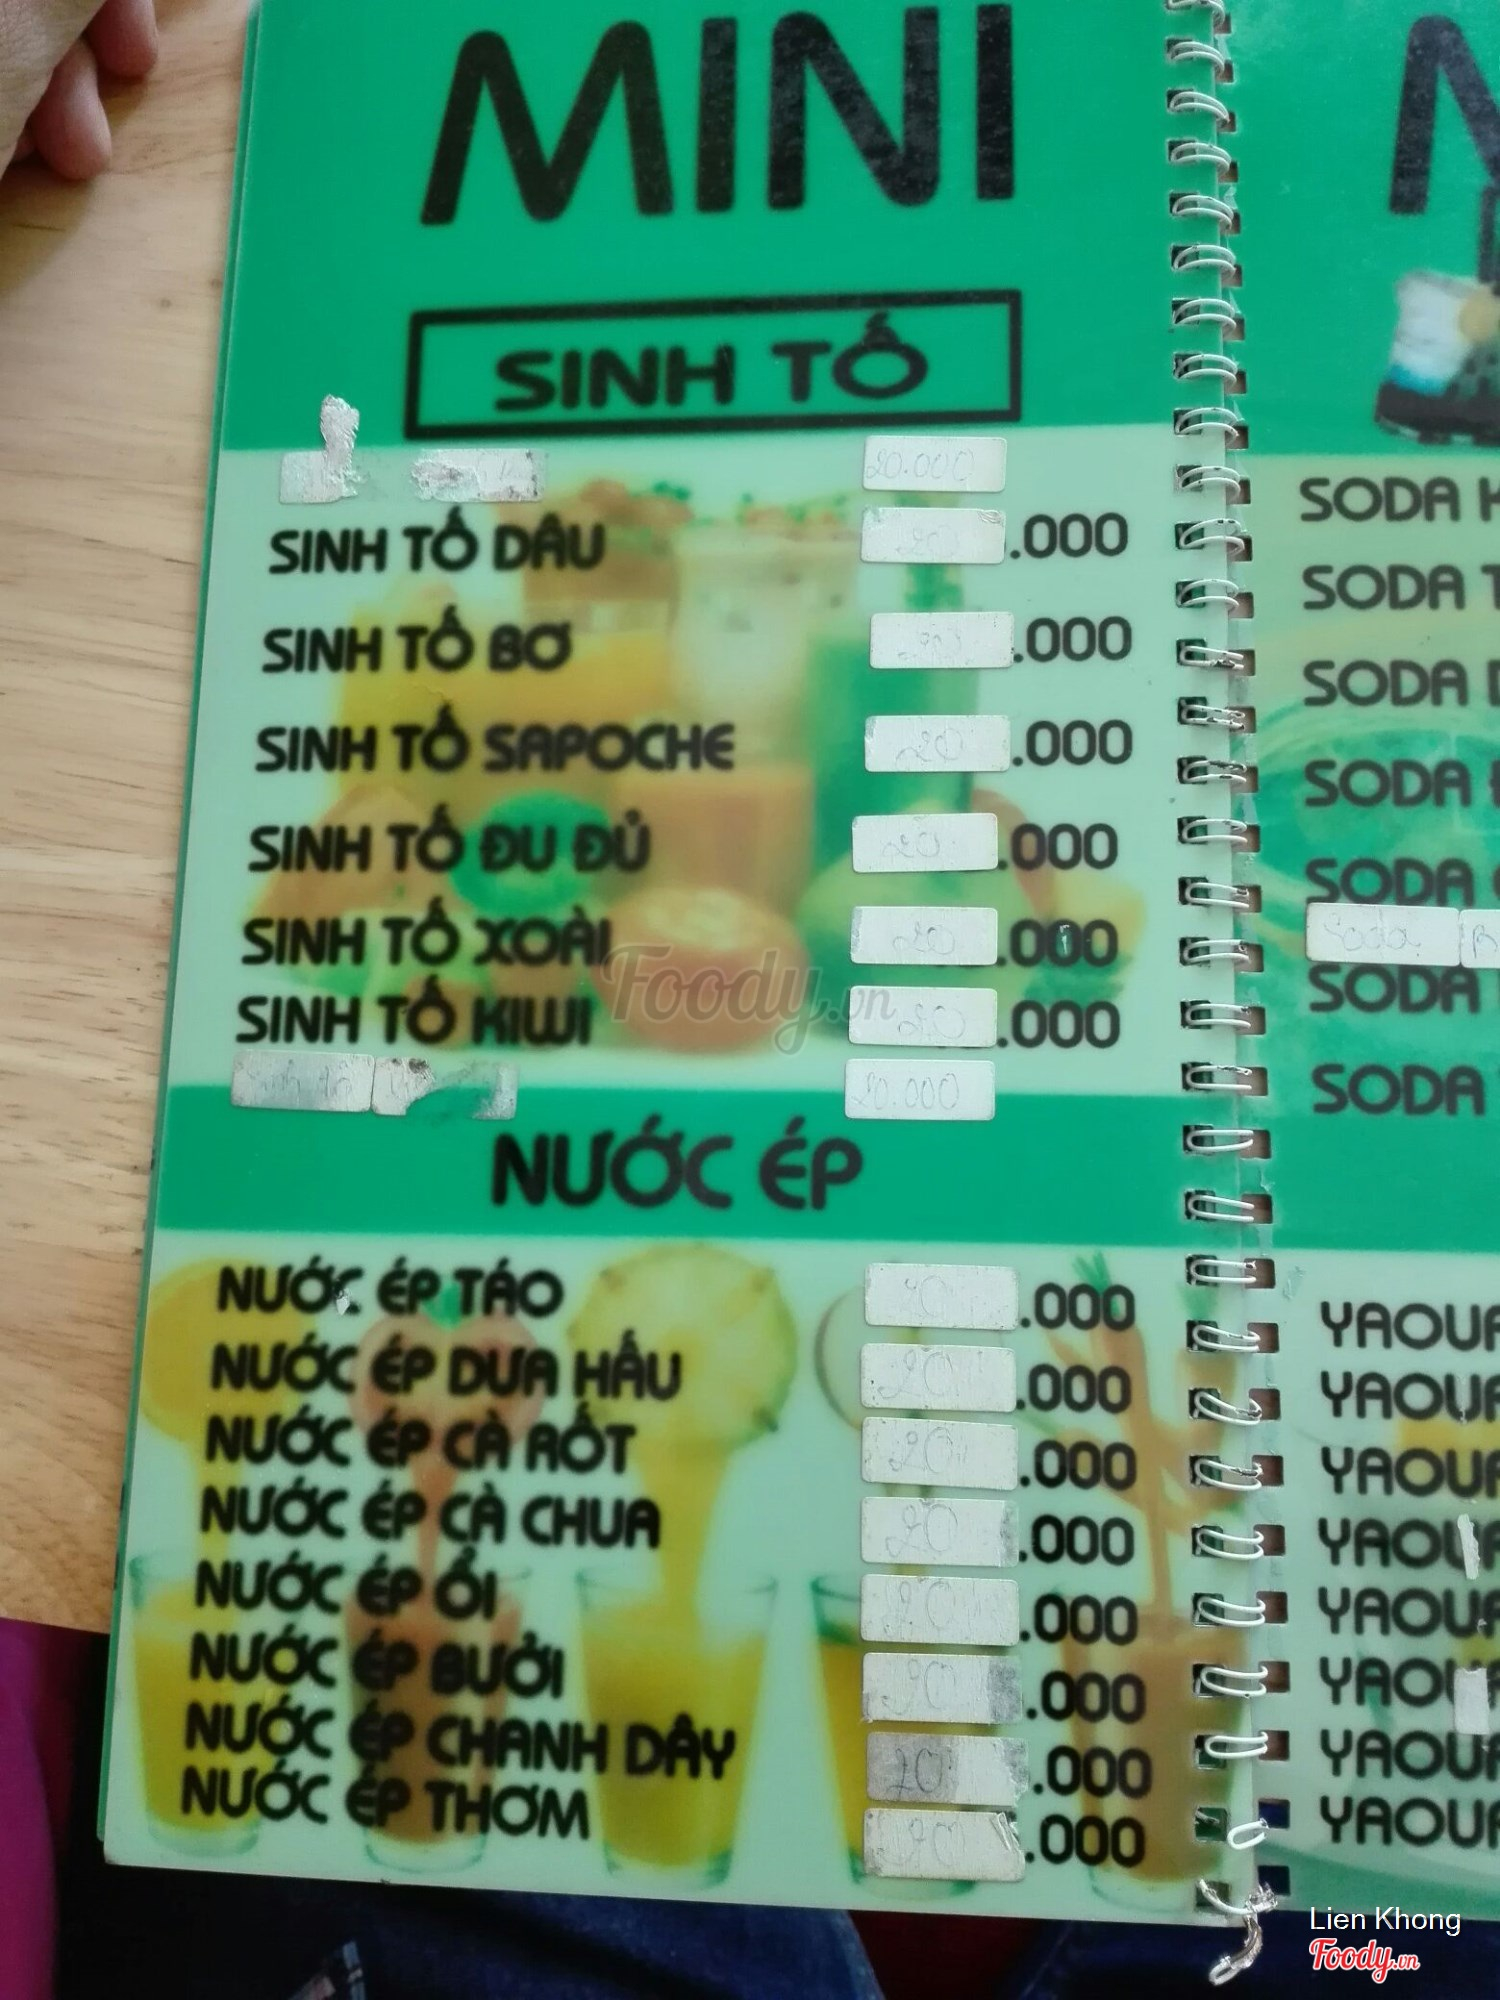 MINI
SINH TỐ
20.000
SINH TỐ DÂU 20.000
SINH TỐ BƠ .000
SINH TỐ SAPOCHE 20.000
SINH TỐ ĐU ĐỦ 20.000
SINH TỐ XOÀI 20.000
SINH TỐ KIWI 20.000
20.000
NƯỚC ÉP
NƯỚC ÉP TÁO 20.000
NƯỚC ÉP DƯA HẤU 20.000
NƯỚC ÉP CÀ RỐT 20.000
NƯỚC ÉP CÀ CHUA 20.000
NƯỚC ÉP ỔI 20.000
NƯỚC ÉP BƯỞI 20.000
NƯỚC ÉP CHANH DÂY 20.000
NƯỚC ÉP THƠM 20.000
SODA
SODA
SODA
SODA
SODA
Soda
SODA
SODA
YAOUR
YAOUR
YAOUR
YAOUR
YAOUR
YAOUR
YAOUR
YAOUR
Foody.vn
Lien Khong
Foody.vn